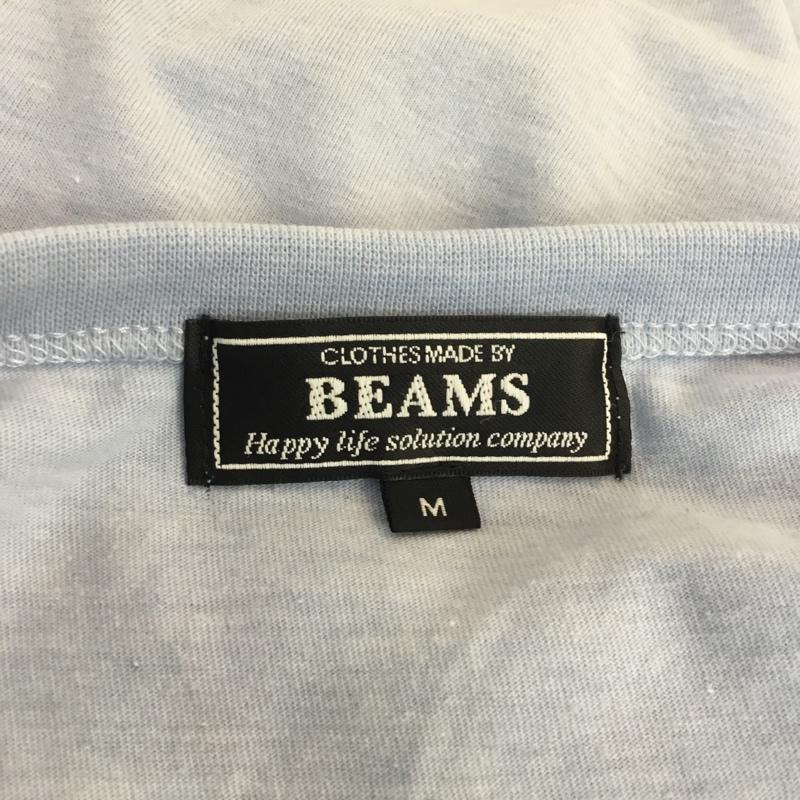 CLOTHES MADE BY
BEAMS
Happy life solution company
M